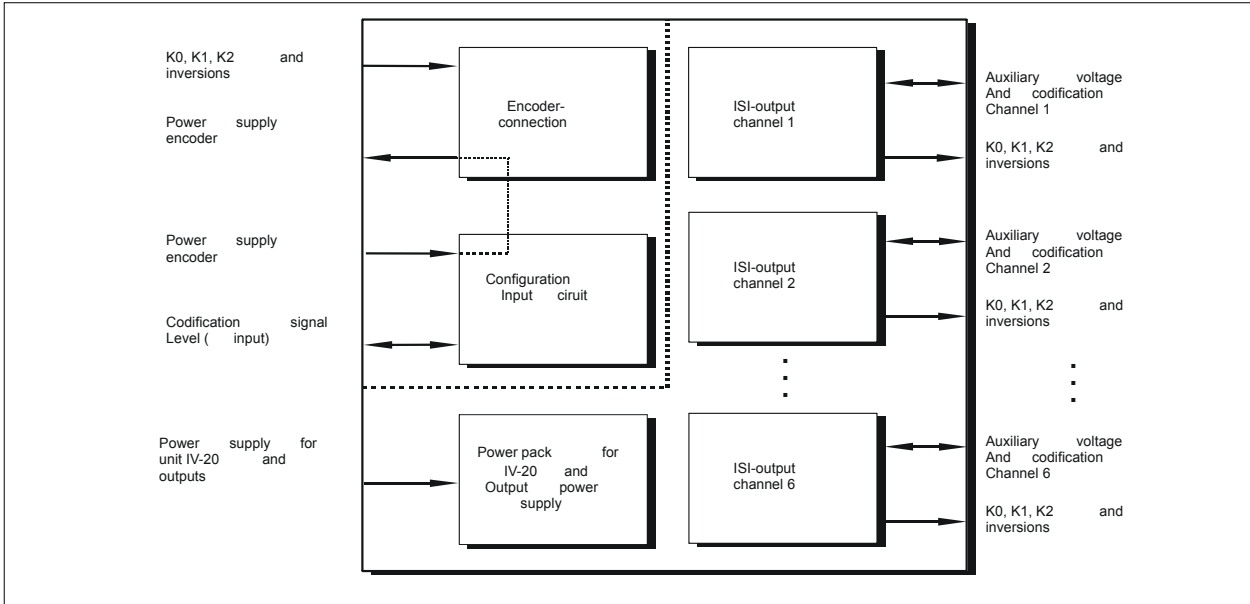 K0, K1, K2 and
inversions
Power supply
encoder
Power supply
encoder
Codification signal
Level ( input)
Power supply for
unit IV-20 and
outputs
Encoder-
connection
Configuration
Input ciruit
Power pack for
IV-20 and
Output power
supply
ISI-output
channel 1
ISI-output
channel 2
ISI-output
channel 6
Auxiliary voltage
And codification
Channel 1
K0, K1, K2 and
inversions
Auxiliary voltage
And codification
Channel 2
K0, K1, K2 and
inversions
Auxiliary voltage
And codification
Channel 6
K0, K1, K2 and
inversions